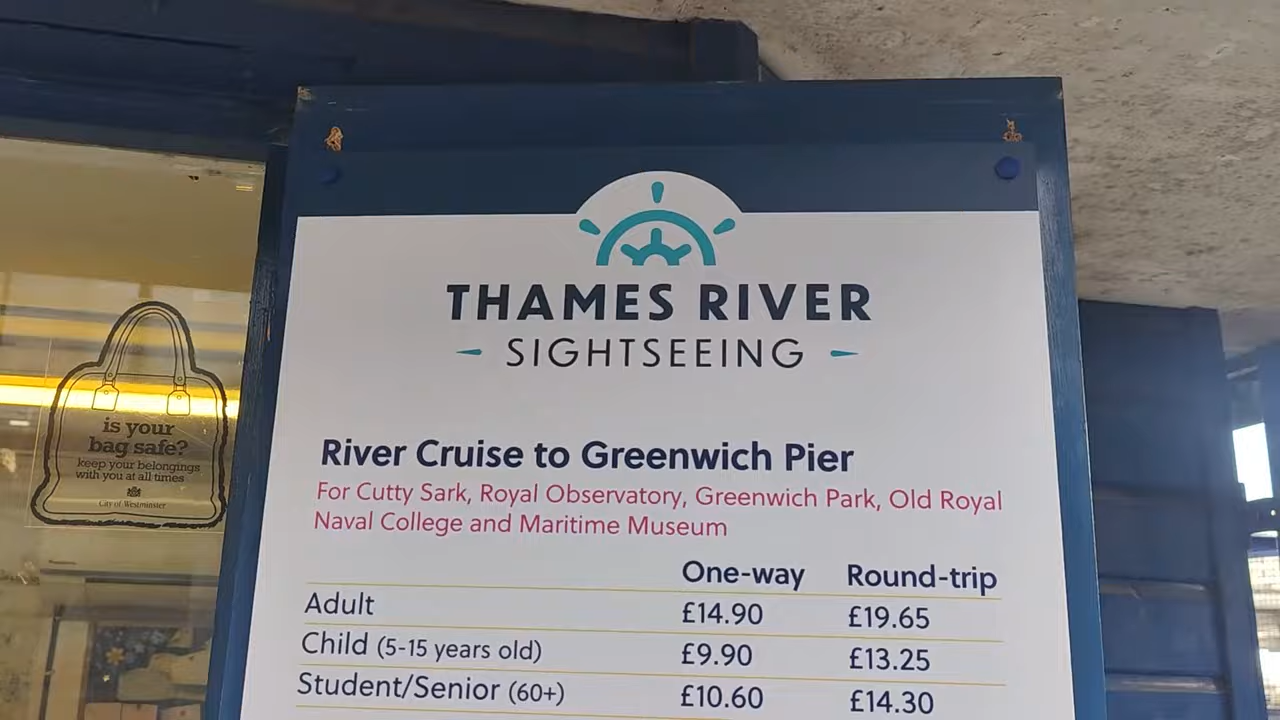 THAMES RIVER
SIGHTSEEING
River Cruise to Greenwich Pier
For Cutty Sark, Royal Observatory, Greenwich Park, Old Royal
Naval College and Maritime Museum
One-way Round-trip
Adult £14.90 £19.65
Child (5-15 years old) £9.90 £13.25
Student/Senior (60+) £10.60 £14.30
is your
bag safe?
keep your belongings
with you at all times
City of Westminster